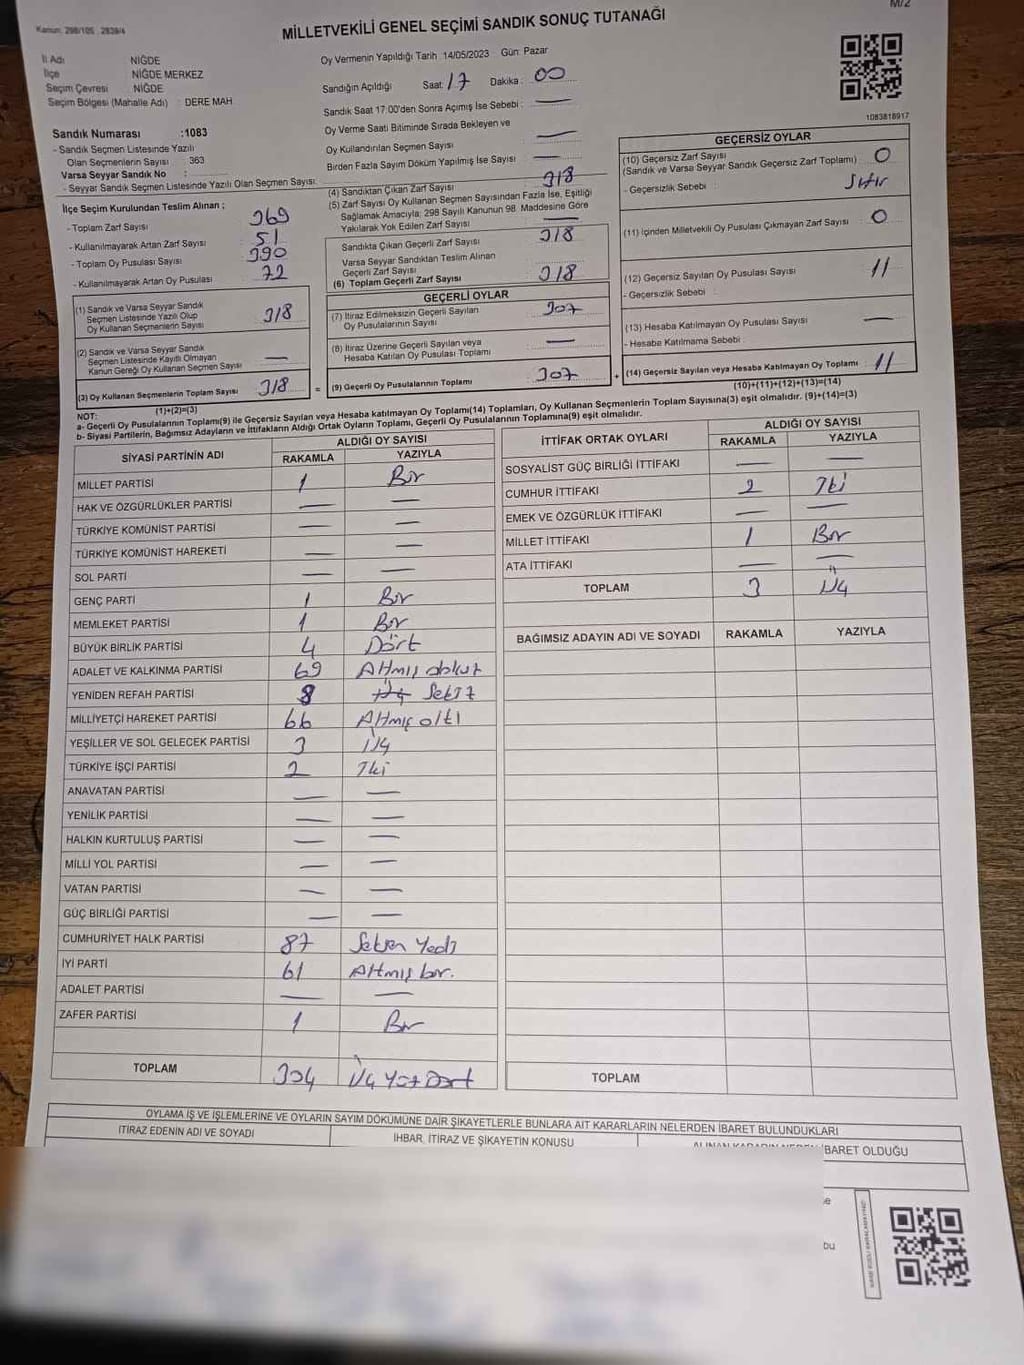 M/2
Kanun: 298/105 , 2839/4
MİLLETVEKİLİ GENEL SEÇİMİ SANDIK SONUÇ TUTANAĞI
İl Adı NİĞDE
İlçe NİĞDE MERKEZ
Seçim Çevresi NİĞDE
Seçim Bölgesi (Mahalle Adı) : DERE MAH.
Sandık Numarası :1083
- Sandık Seçmen Listesinde Yazılı
Olan Seçmenlerin Sayısı : 363
Varsa Seyyar Sandık No :
- Seyyar Sandık Seçmen Listesinde Yazılı Olan Seçmen Sayısı:
Oy Vermenin Yapıldığı Tarih :14/05/2023 Gün: Pazar
Sandığın Açıldığı Saat: 17 Dakika : 00
Sandık Saat 17:00'den Sonra Açımış İse Sebebi : —
Oy Verme Saati Bitiminde Sırada Bekleyen ve
Oy Kullandırılan Seçmen Sayısı —
Birden Fazla Sayım Döküm Yapılmış İse Sayısı —
1083818917
İlçe Seçim Kurulundan Teslim Alınan ;
- Toplam Zarf Sayısı 369
- Kullanılmayarak Artan Zarf Sayısı 51
- Toplam Oy Pusulası Sayısı 390
- Kullanılmayarak Artan Oy Pusulası 72
(1) Sandık ve Varsa Seyyar Sandık
Seçmen Listesinde Yazılı Olup
Oy Kullanan Seçmenlerin Sayısı 318
(2) Sandık ve Varsa Seyyar Sandık
Seçmen Listesinde Kayıtlı Olmayan
Kanun Gereği Oy Kullanan Seçmen Sayısı —
(3) Oy Kullanan Seçmenlerin Toplam Sayısı 318 =
(1)+(2)=(3)
(4) Sandıktan Çıkan Zarf Sayısı 318
(5) Zarf Sayısı Oy Kullanan Seçmen Sayısından Fazla İse, Eşitliği
Sağlamak Amacıyla; 298 Sayılı Kanunun 98. Maddesine Göre
Yakılarak Yok Edilen Zarf Sayısı —
Sandıkta Çıkan Geçerli Zarf Sayısı 318
Varsa Seyyar Sandıktan Teslim Alınan
Geçerli Zarf Sayısı
(6) Toplam Geçerli Zarf Sayısı 318
GEÇERLİ OYLAR
(7) İtiraz Edilmeksizin Geçerli Sayılan
Oy Pusulalarının Sayısı 307
(8) İtiraz Üzerine Geçerli Sayılan veya
Hesaba Katılan Oy Pusulası Toplamı —
(9) Geçerli Oy Pusulalarının Toplamı 307 +
GEÇERSİZ OYLAR
(10) Geçersiz Zarf Sayısı 0
(Sandık ve Varsa Seyyar Sandık Geçersiz Zarf Toplamı)
- Geçersizlik Sebebi : Sıfır
(11) İçinden Milletvekili Oy Pusulası Çıkmayan Zarf Sayısı 0
(12) Geçersiz Sayılan Oy Pusulası Sayısı 11
- Geçersizlik Sebebi :
(13) Hesaba Katılmayan Oy Pusulası Sayısı —
- Hesaba Katılmama Sebebi :
(14) Geçersiz Sayılan veya Hesaba Katılmayan Oy Pusulası Toplamı : 11
(10)+(11)+(12)+(13)=(14)
NOT:
a- Geçerli Oy Pusulalarının Toplamı(9) ile Geçersiz Sayılan veya Hesaba katılmayan Oy Toplamı(14) Toplamları, Oy Kullanan Seçmenlerin Toplam Sayısına(3) eşit olmalıdır. (9)+(14)=(3)
b- Siyasi Partilerin, Bağımsız Adayların ve İttifakların Aldığı Ortak Oyların Toplamı, Geçerli Oy Pusulalarının Toplamına(9) eşit olmalıdır.
SİYASİ PARTİNİN ADI ALDIĞI OY SAYISI
RAKAMLA YAZIYLA
MİLLET PARTİSİ 1 Bir
HAK VE ÖZGÜRLÜKLER PARTİSİ — —
TÜRKİYE KOMÜNİST PARTİSİ — —
TÜRKİYE KOMÜNİST HAREKETİ — —
SOL PARTİ — —
GENÇ PARTİ 1 Bir
MEMLEKET PARTİSİ 1 Bir
BÜYÜK BİRLİK PARTİSİ 4 Dört
ADALET VE KALKINMA PARTİSİ 69 Altmış dokuz
YENİDEN REFAH PARTİSİ 8 Sekiz
MİLLİYETÇİ HAREKET PARTİSİ 66 Altmış altı
YEŞİLLER VE SOL GELECEK PARTİSİ 3 Üç
TÜRKİYE İŞÇİ PARTİSİ 2 İki
ANAVATAN PARTİSİ — —
YENİLİK PARTİSİ — —
HALKIN KURTULUŞ PARTİSİ — —
MİLLİ YOL PARTİSİ — —
VATAN PARTİSİ — —
GÜÇ BİRLİĞİ PARTİSİ — —
CUMHURİYET HALK PARTİSİ 87 Seksen Yedi
İYİ PARTİ 61 Altmış bir.
ADALET PARTİSİ — —
ZAFER PARTİSİ 1 Bir
TOPLAM 304 Üç Yüz Dört
İTTİFAK ORTAK OYLARI ALDIĞI OY SAYISI
RAKAMLA YAZIYLA
SOSYALİST GÜÇ BİRLİĞİ İTTİFAKI — —
CUMHUR İTTİFAKI 2 İki
EMEK VE ÖZGÜRLÜK İTTİFAKI — —
MİLLET İTTİFAKI 1 Bir
ATA İTTİFAKI — —
TOPLAM 3 Üç
BAĞIMSIZ ADAYIN ADI VE SOYADI RAKAMLA YAZIYLA
TOPLAM
OYLAMA İŞ VE İŞLEMLERİNE VE OYLARIN SAYIM DÖKÜMÜNE DAİR ŞİKAYETLERLE BUNLARA AİT KARARLARIN NELERDEN İBARET BULUNDUKLARI
İTİRAZ EDENİN ADI VE SOYADI İHBAR, İTİRAZ VE ŞİKAYETİN KONUSU ALINAN KARARIN NEDEN İBARET OLDUĞU
bu